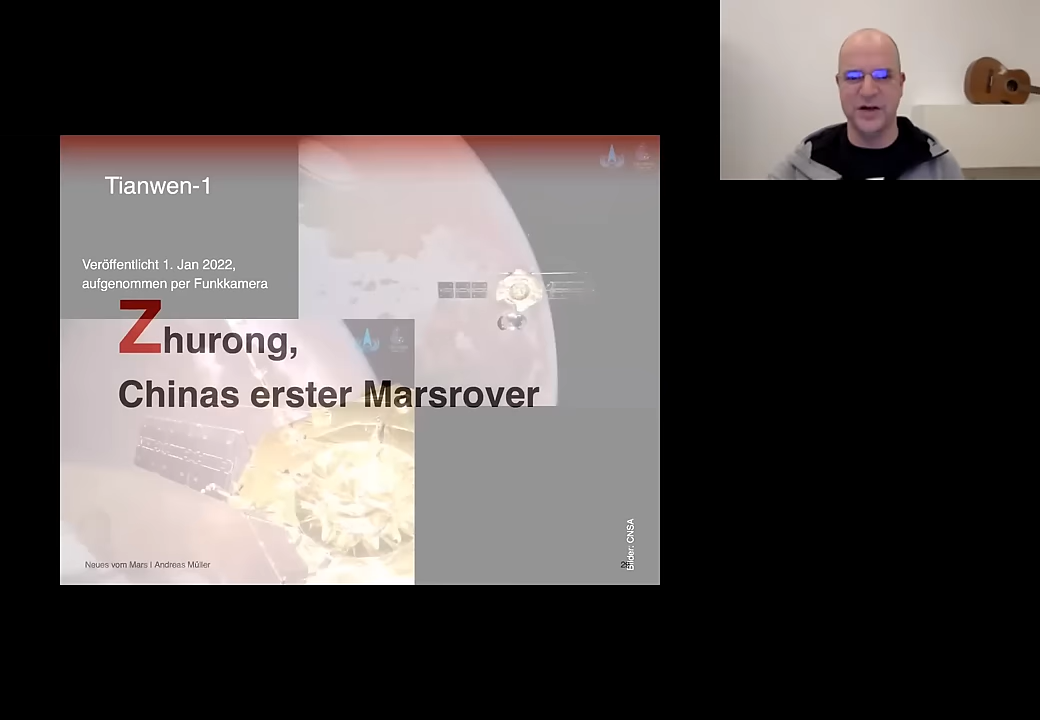 Tianwen-1
Veröffentlicht 1. Jan 2022,
aufgenommen per Funkkamera
Zhurong,
Chinas erster Marsrover
Bilder: CNSA
Neues vom Mars I Andreas Müller